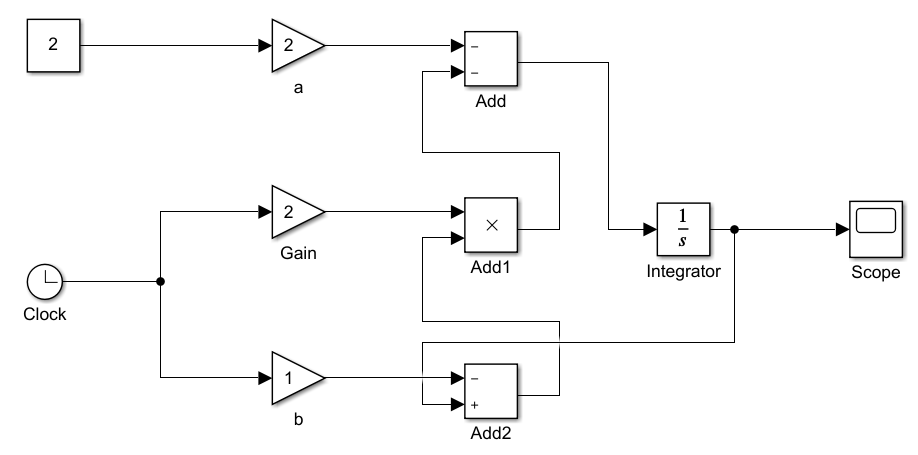 2
2
a
−
−
Add
2
Gain
×
Add1
1
s
Integrator
Scope
Clock
1
b
−
+
Add2